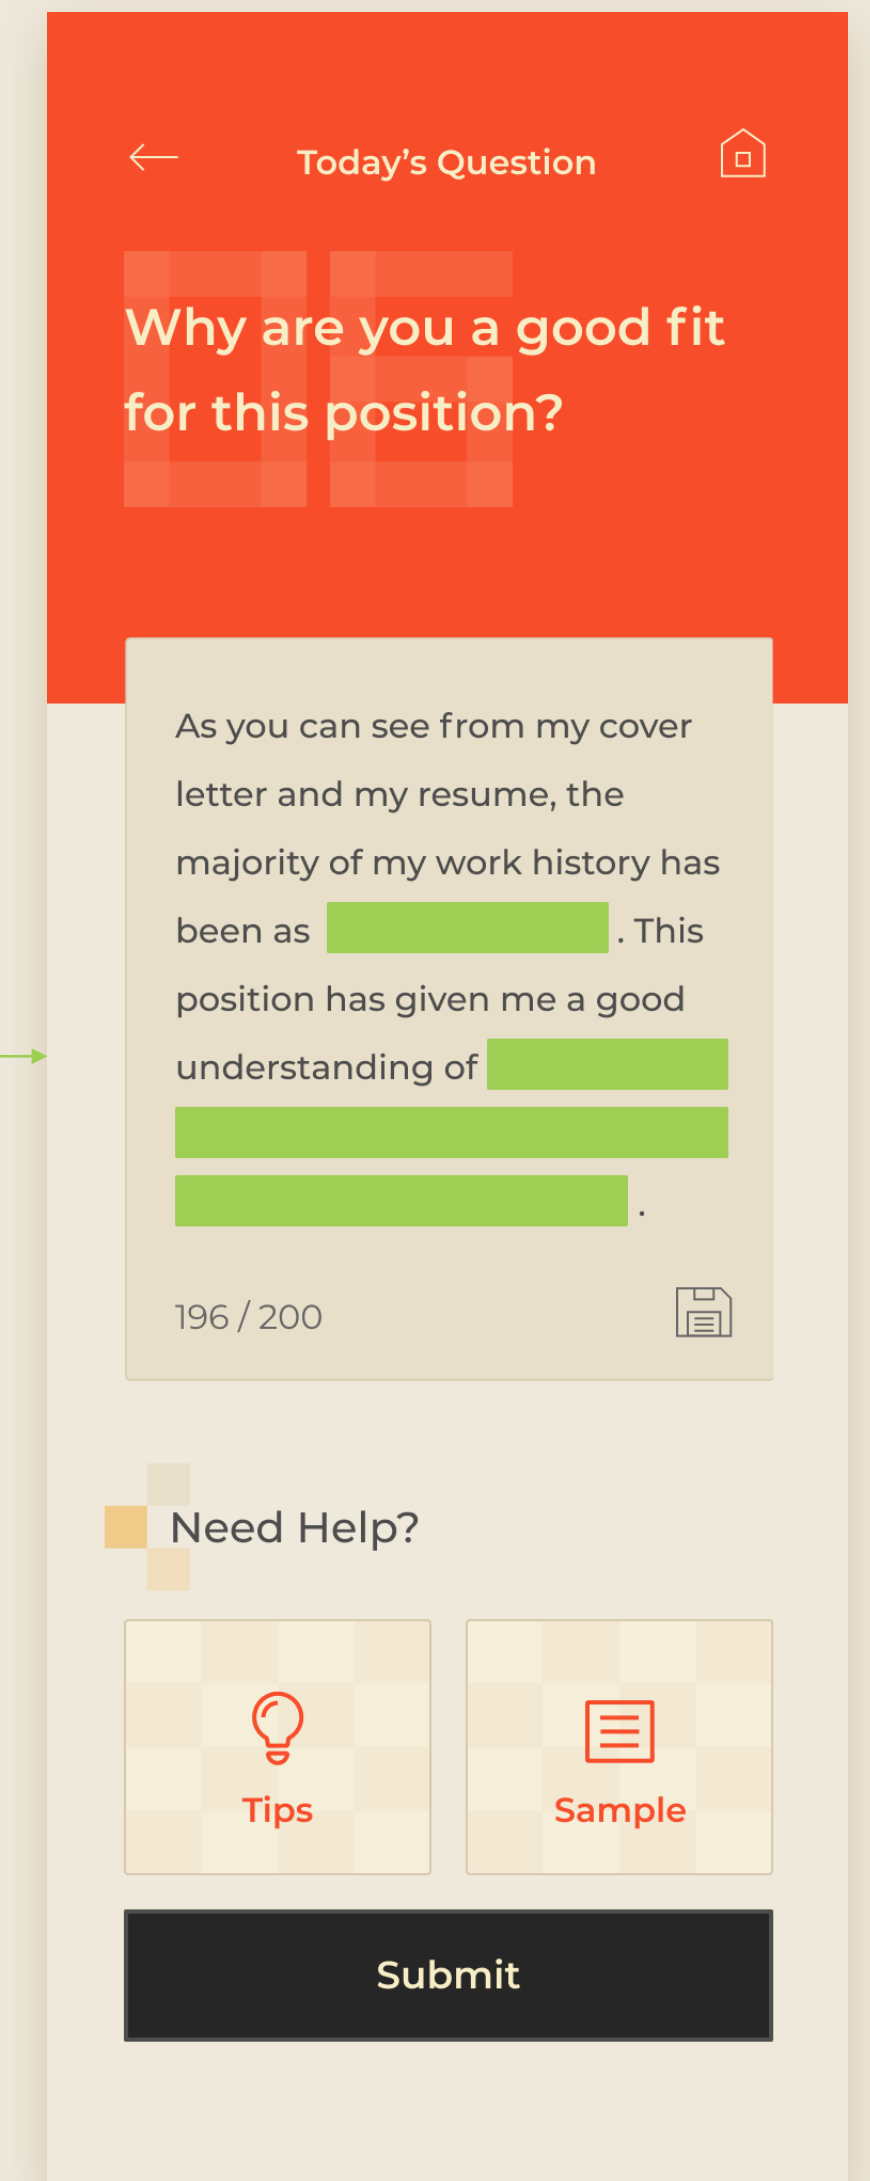 Today’s Question
06
Why are you a good fit
for this position?
As you can see from my cover
letter and my resume, the
majority of my work history has
been as . This
position has given me a good
understanding of
.
196 / 200
Need Help?
Tips
Sample
Submit